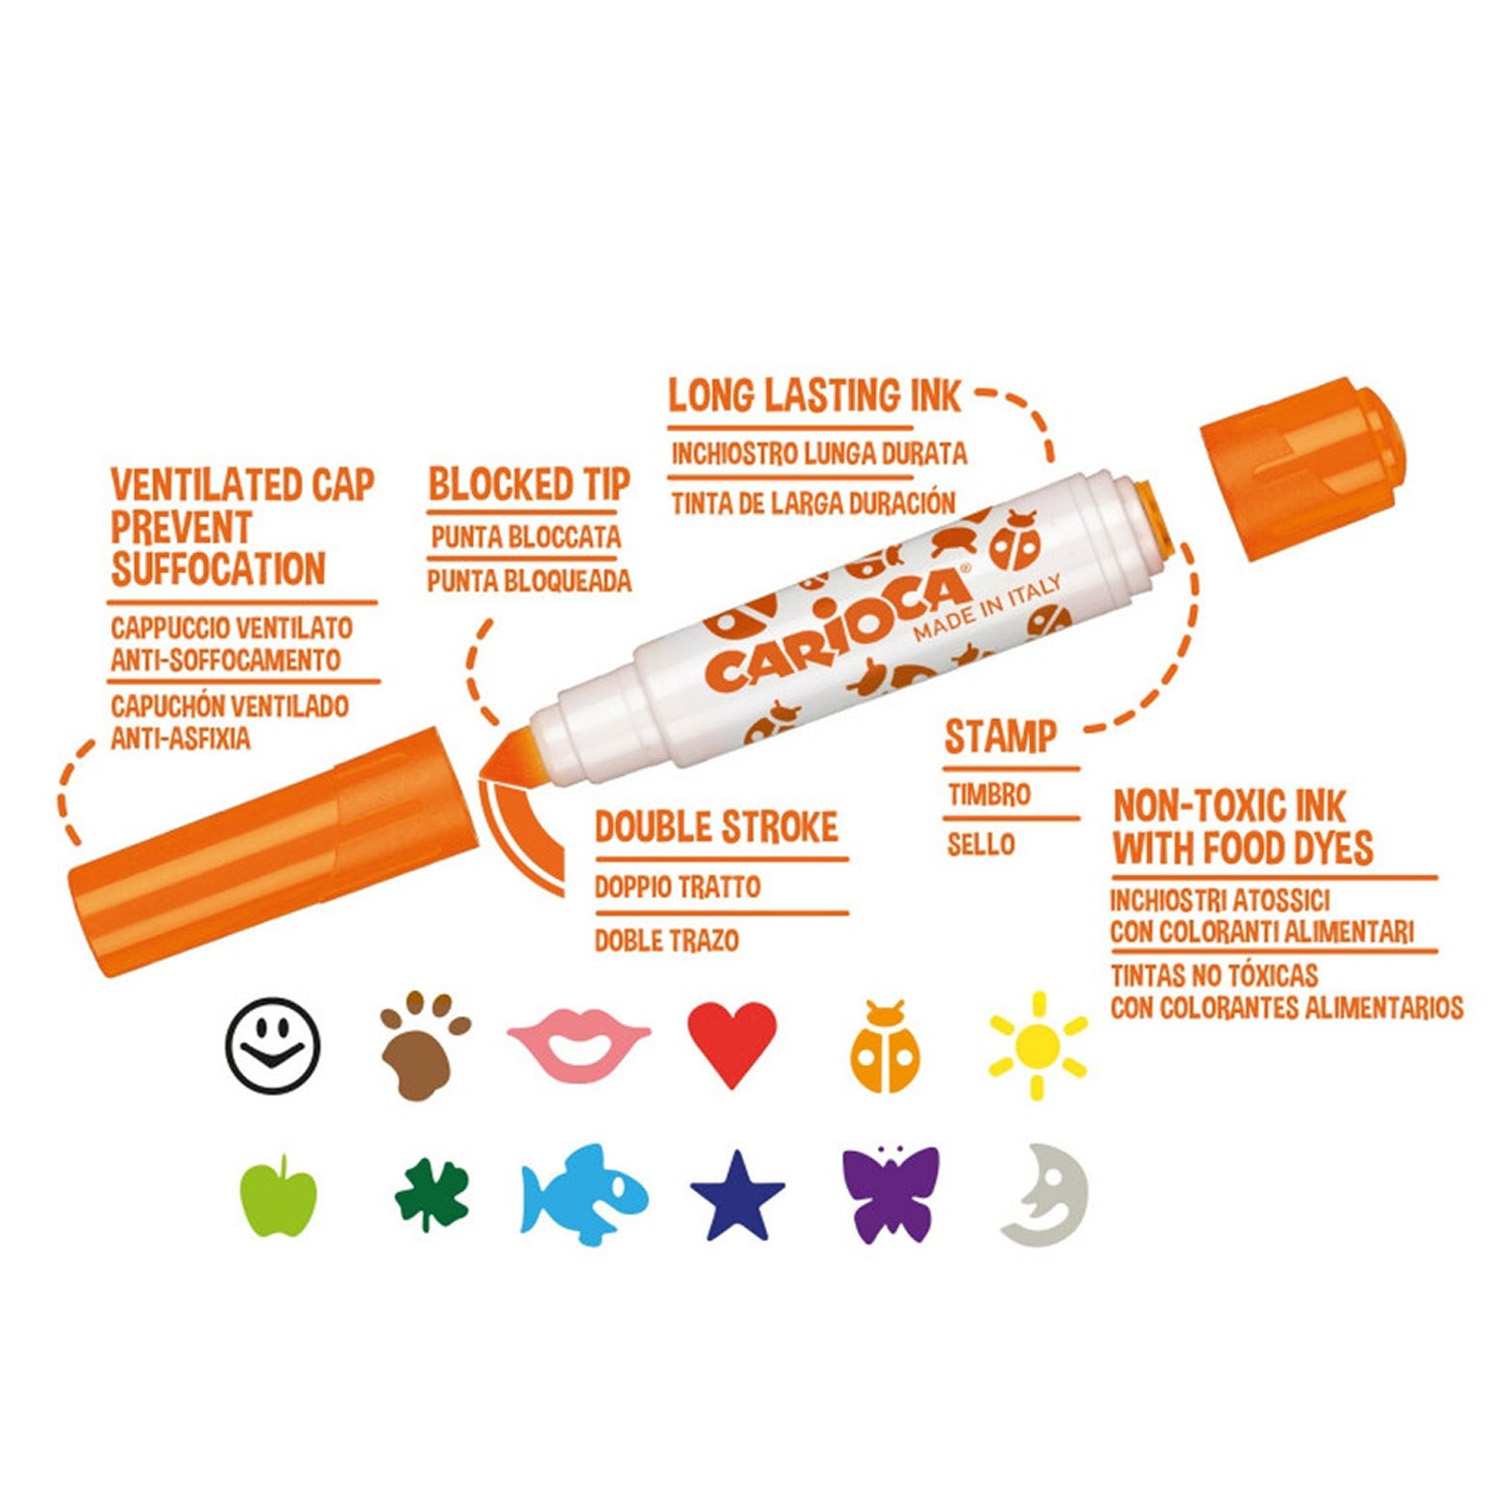 LONG LASTING INK
INCHIOSTRO LUNGA DURATA
TINTA DE LARGA DURACIÓN
VENTILATED CAP
PREVENT
SUFFOCATION
CAPPUCCIO VENTILATO
ANTI-SOFFOCAMENTO
CAPUCHÓN VENTILADO
ANTI-ASFIXIA
BLOCKED TIP
PUNTA BLOCCATA
PUNTA BLOQUEADA
CARIOCA®
MADE IN ITALY
DOUBLE STROKE
DOPPIO TRATTO
DOBLE TRAZO
STAMP
TIMBRO
SELLO
NON-TOXIC INK
WITH FOOD DYES
INCHIOSTRI ATOSSICI
CON COLORANTI ALIMENTARI
TINTAS NO TÓXICAS
CON COLORANTES ALIMENTARIOS